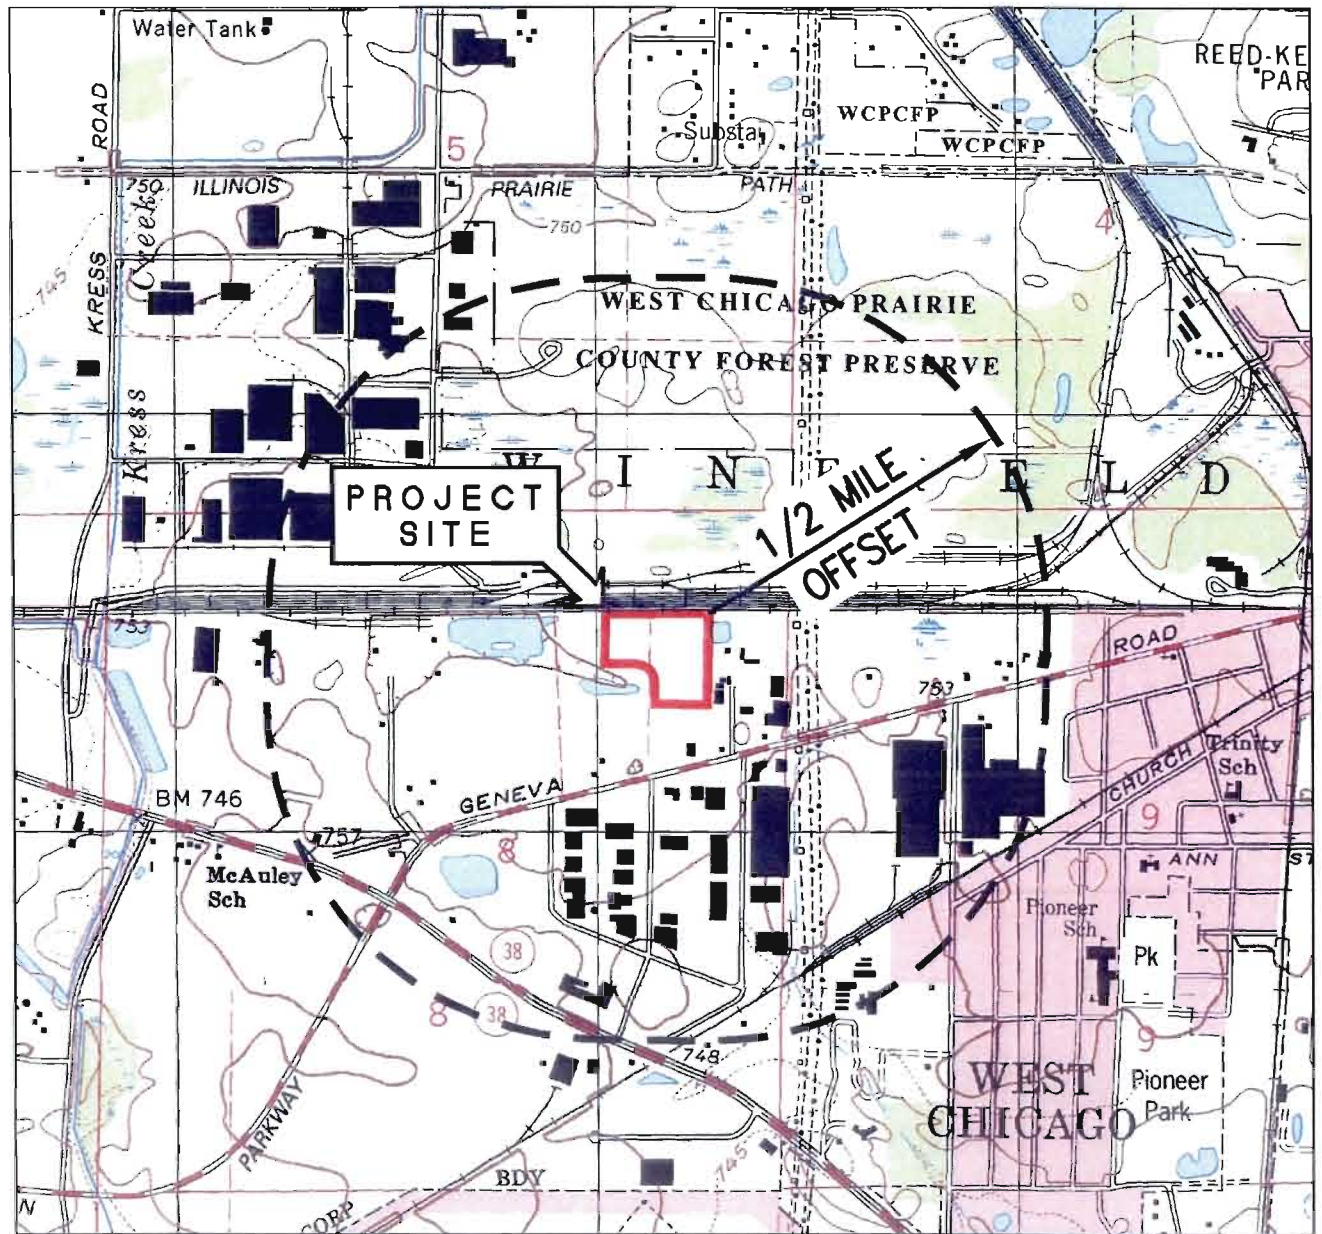 Water Tank
REED-KE
PAR
WCPCFP
WCPCFP
Substa
ROAD
5
750
ILLINOIS
PRAIRIE
PATH
Creek
750
4
745
KRESS
WEST CHICAGO PRAIRIE
COUNTY FOREST PRESERVE
Kress
W I N E L D
PROJECT
SITE
1/2 MILE
OFFSET
753
ROAD
753
Trinity
Sch
CHURCH
BM 746
GENEVA
9
757
8
ANN
ST
McAuley
Sch
Pioneer
Sch
Pk
38
38
8
9
748
WEST
CHICAGO
Pioneer
Park
PARKWAY
745
BDY
N
CORP